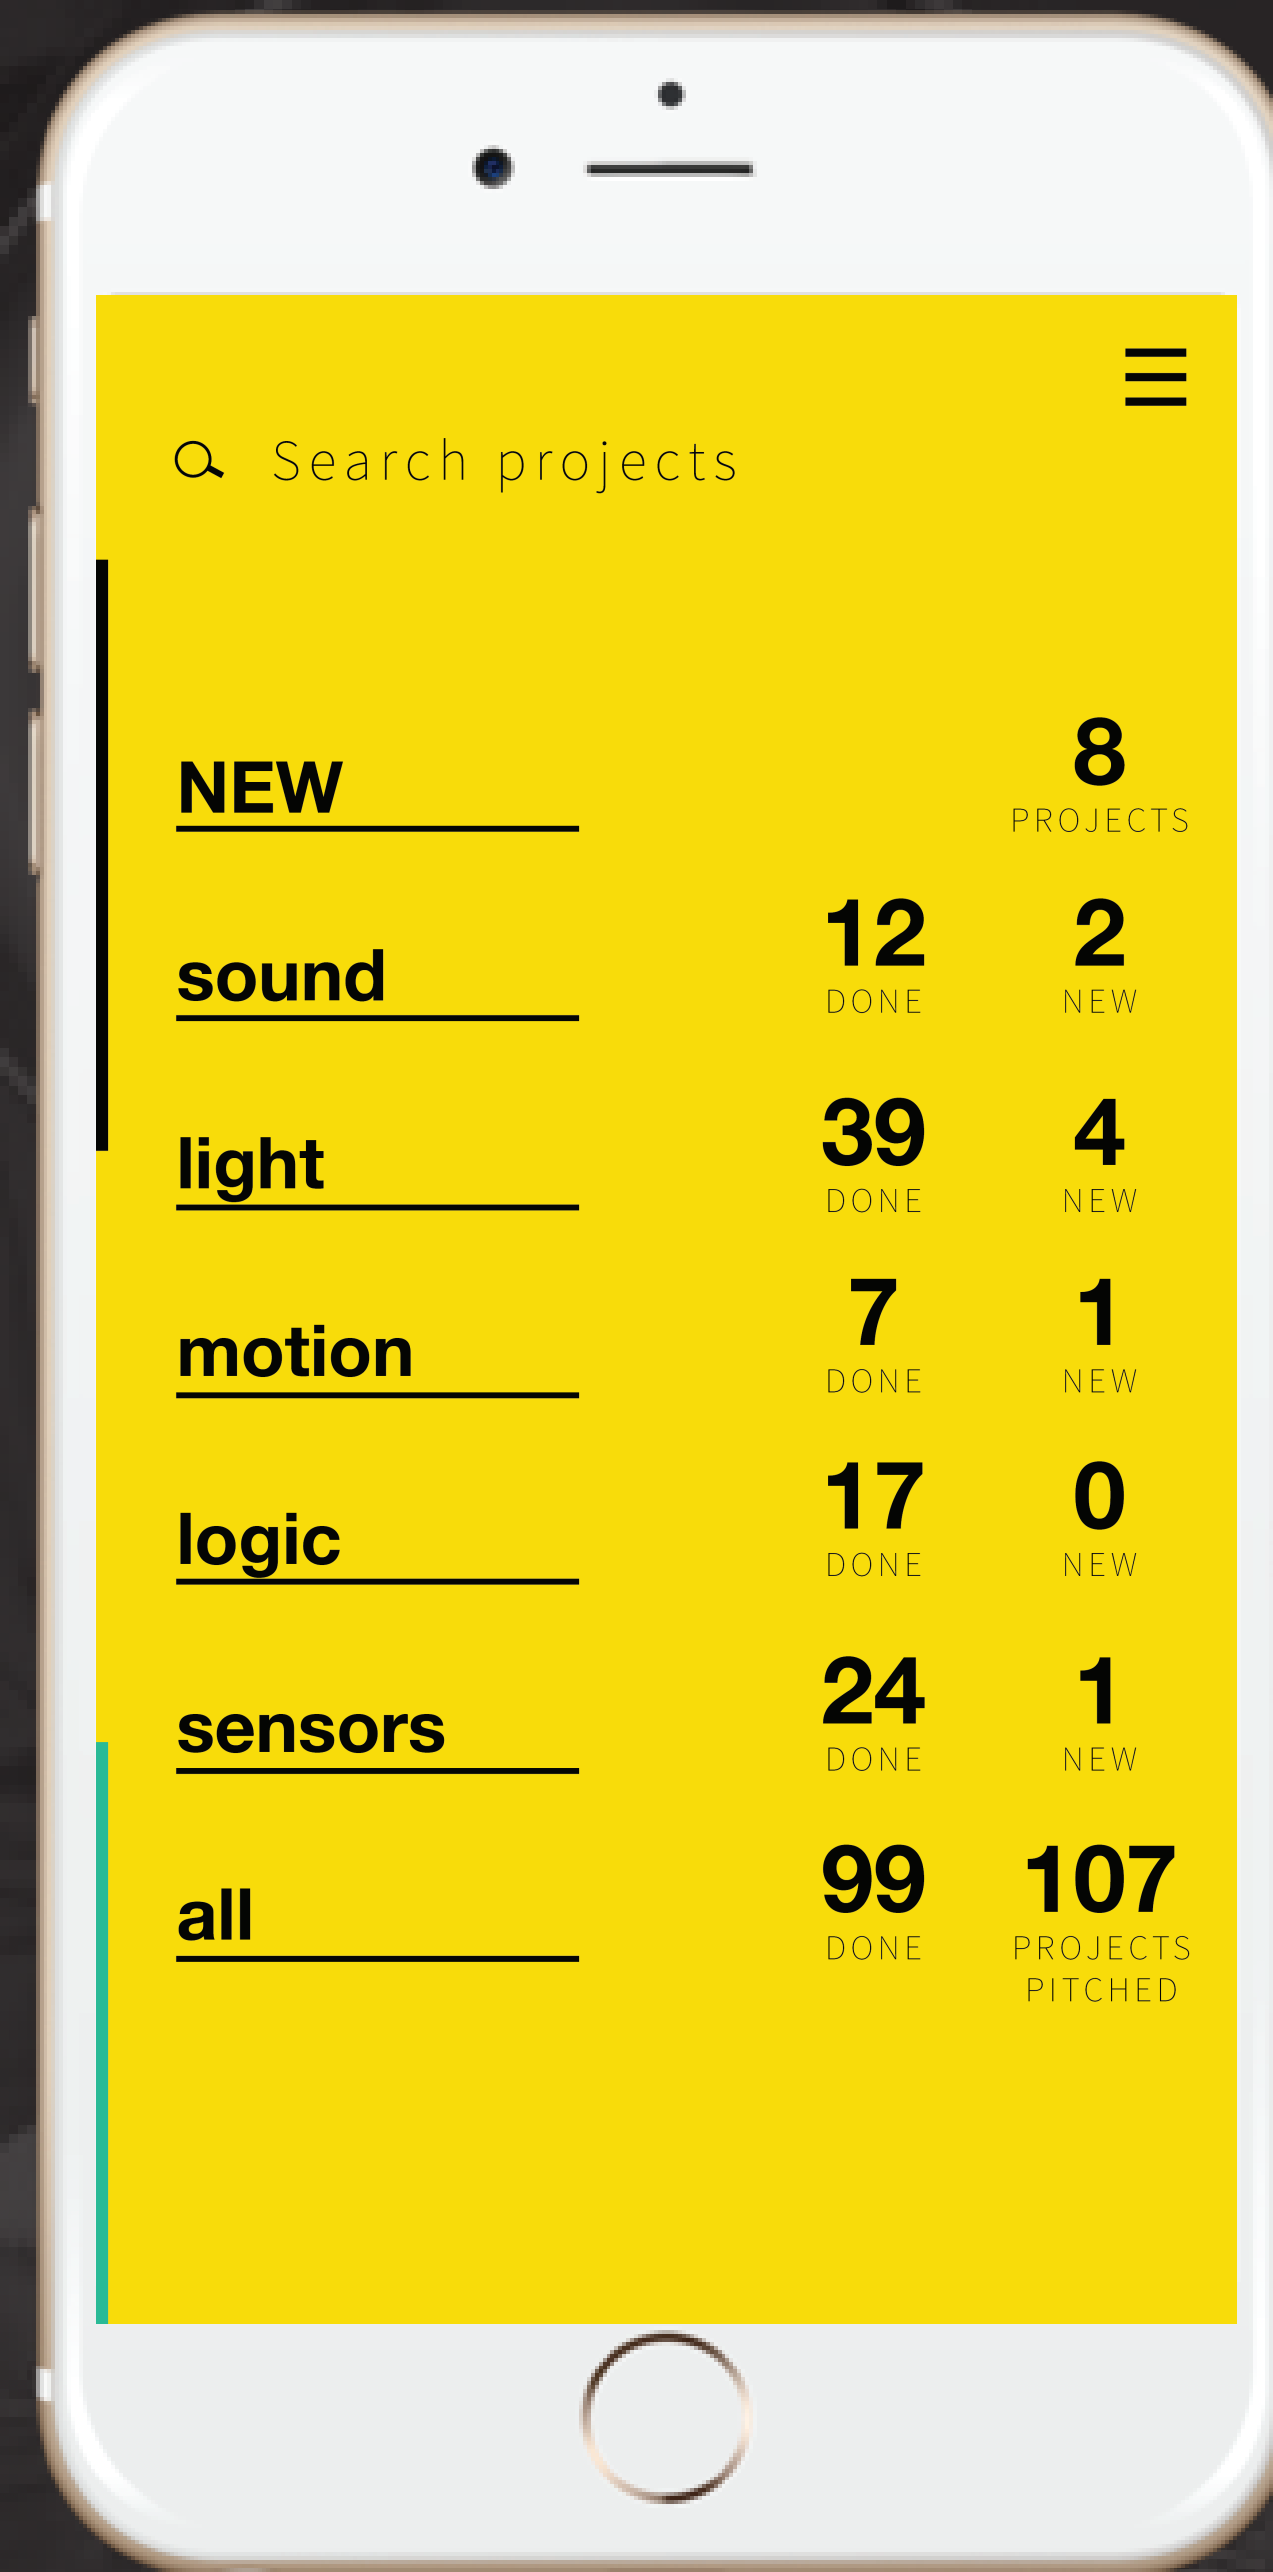 Search projects
NEW
8
PROJECTS
sound
12
DONE
2
NEW
light
39
DONE
4
NEW
motion
7
DONE
1
NEW
logic
17
DONE
0
NEW
sensors
24
DONE
1
NEW
all
99
DONE
107
PROJECTS
PITCHED